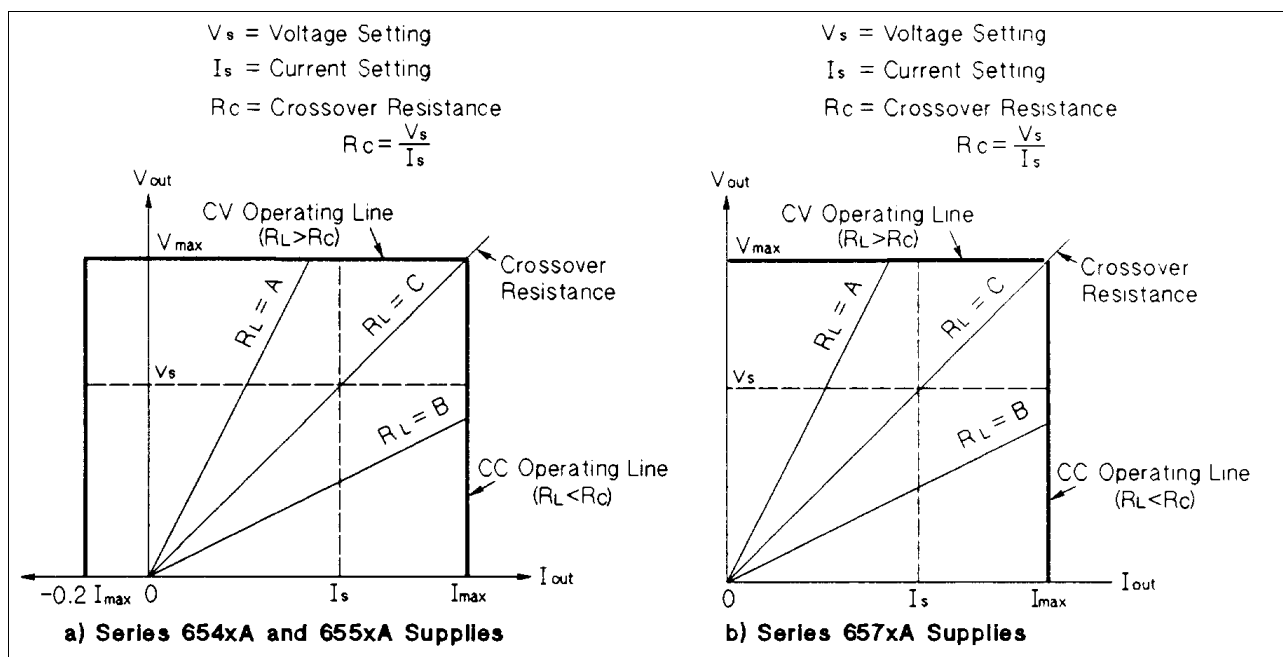 Vs = Voltage Setting
Is = Current Setting
Rc = Crossover Resistance
Rc = Vs
Is
Vout
CV Operating Line
(RL>Rc)
Vmax
Crossover
Resistance
RL = A
RL = C
Vs
RL = B
CC Operating Line
(RL<Rc)
Iout
-0.2 Imax
0
Is
Imax
a) Series 654xA and 655xA Supplies
Vs = Voltage Setting
Is = Current Setting
Rc = Crossover Resistance
Rc = Vs
Is
Vout
CV Operating Line
(RL>Rc)
Vmax
Crossover
Resistance
RL = A
RL = C
Vs
RL = B
CC Operating Line
(RL<Rc)
Iout
0
Is
Imax
b) Series 657xA Supplies